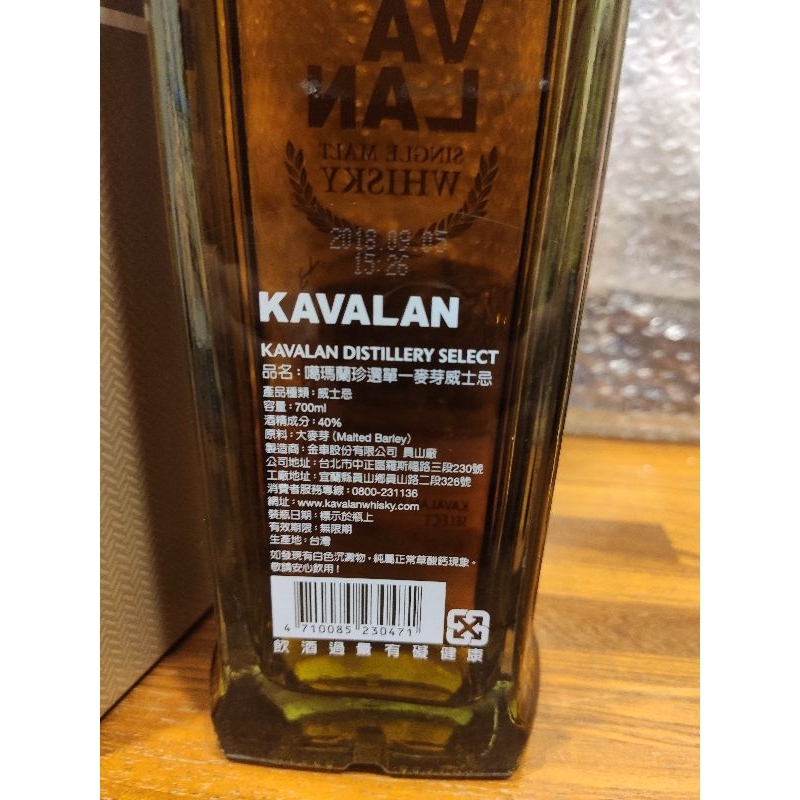 VA
LAN
SINGLE MALT
WHISKY
2018.09.05
15:26
KAVALAN
KAVALAN DISTILLERY SELECT
品名：噶瑪蘭珍選單一麥芽威士忌
產品種類：威士忌
容量：700ml
酒精成分：40%
原料：大麥芽（Malted Barley）
製造商：金車股份有限公司 員山廠
公司地址：台北市中正區羅斯福路三段230號
工廠地址：宜蘭縣員山鄉員山路二段326號
消費者服務專線：0800-231136
網址：www.kavalanwhisky.com
裝瓶日期：標示於瓶上
有效期限：無限期
生產地：台灣
如發現有白色沉澱物，純屬正常草酸鈣現象。
敬請安心飲用！
4 710085 230471
飲酒過量有礙健康
KAVALAN
SELECT